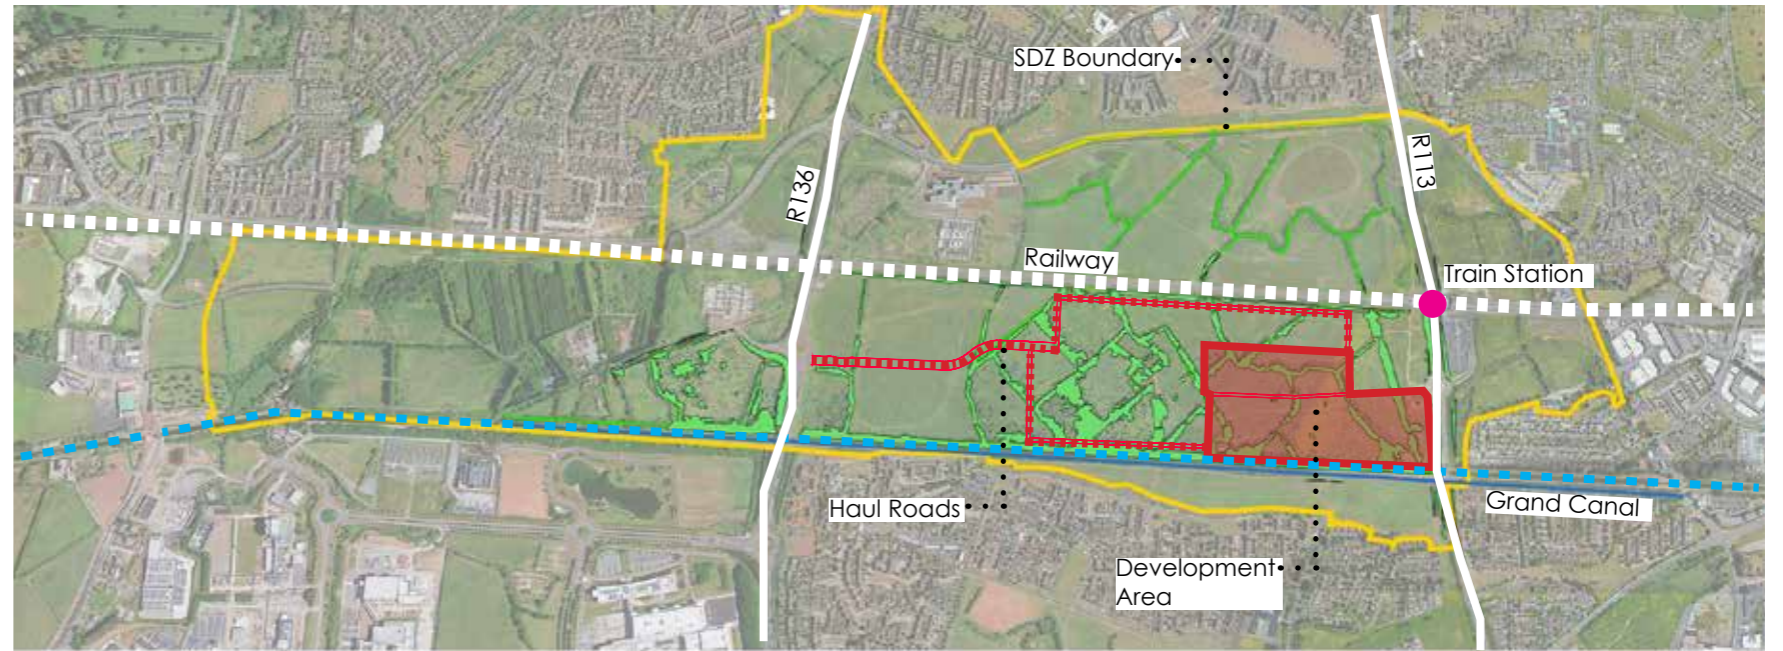 SDZ Boundary
R136
R113
Railway
Train Station
Haul Roads
Grand Canal
Development
Area